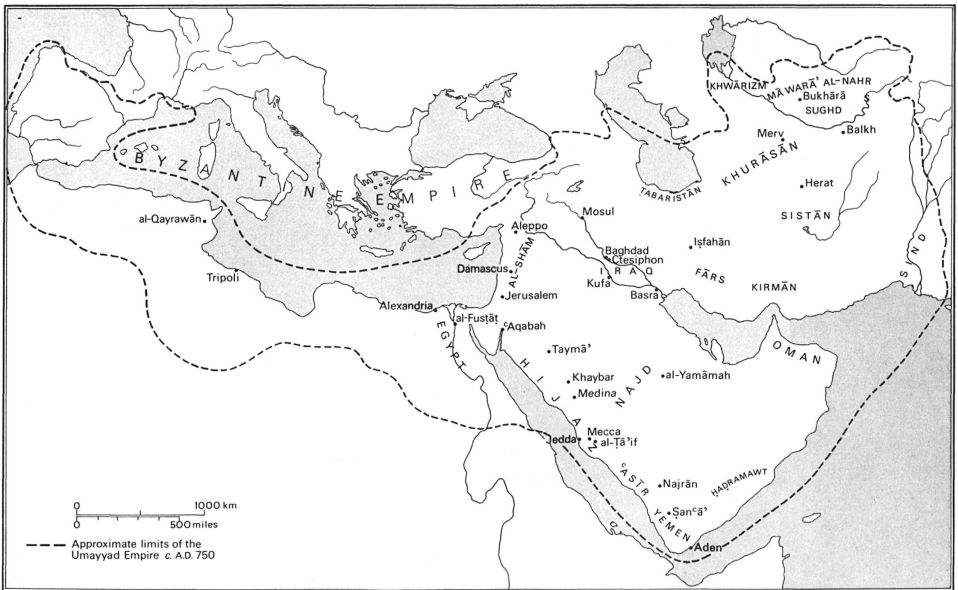 KHWĀRIZM
MĀ WARĀ' AL-NAHR
Bukhārā
SUGHD
Merv
Balkh
KHURĀSĀN
BYZANTINE EMPIRE
TABARISTĀN
Herat
al-Qayrawān
Mosul
SISTĀN
Aleppo
Iṣfahān
Baghdad
Ctesiphon
Damascus
AL-SHĀM
IRAQ
SIND
Tripoli
Kufa
FĀRS
KIRMĀN
Jerusalem
Basra
Alexandria
al-Fusṭāṭ
ʿAqabah
EGYPT
OMAN
Taymā'
HIJAZ
NAJD
Khaybar
al-Yamāmah
Medina
Mecca
Jedda
al-Ṭā'if
ʿASĪR
Najrān
ḤAḌRAMAWT
Ṣanʿā'
YEMEN
Aden
0 1000 km
0 500 miles
Approximate limits of the
Umayyad Empire c. A.D. 750